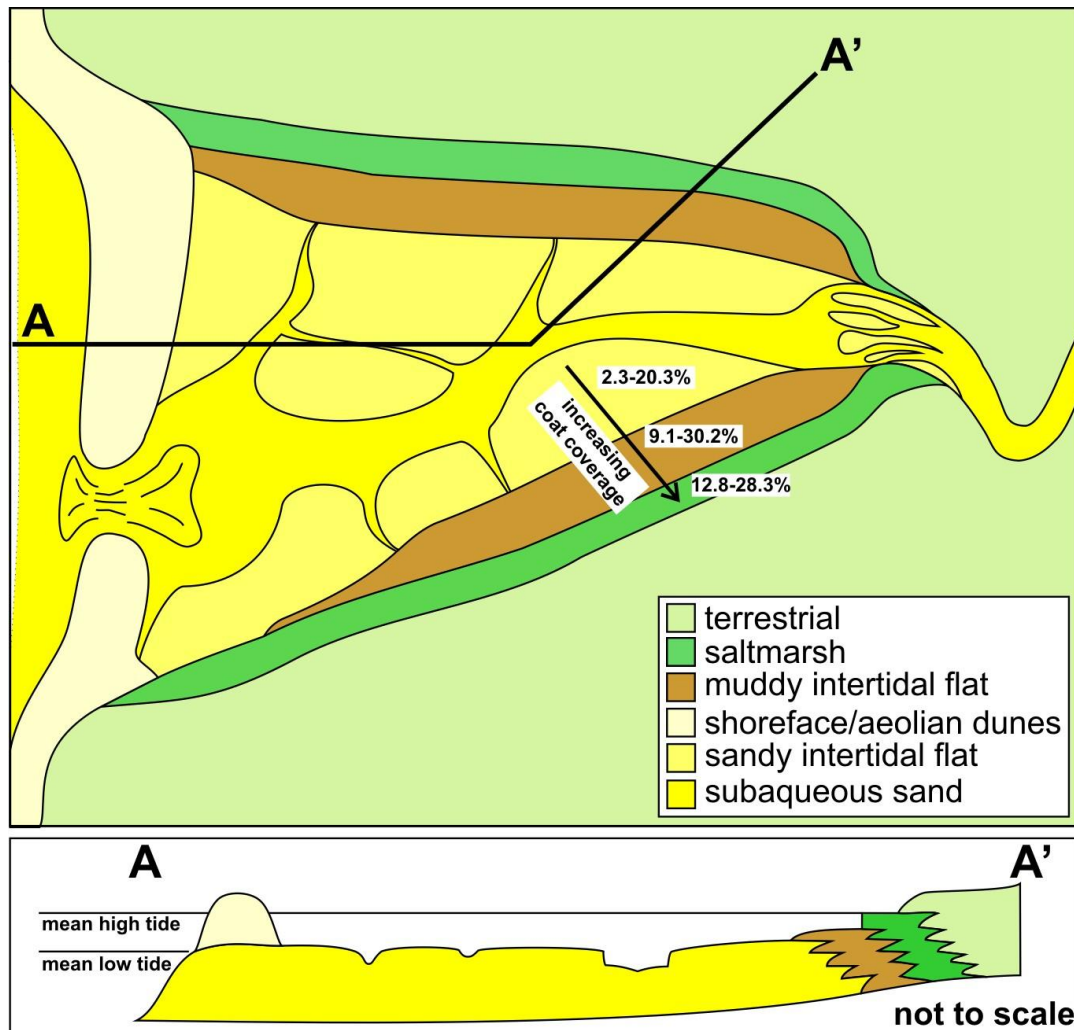 A'
A
2.3-20.3%
increasing
coat coverage
9.1-30.2%
12.8-28.3%
terrestrial
saltmarsh
muddy intertidal flat
shoreface/aeolian dunes
sandy intertidal flat
subaqueous sand
A
A'
mean high tide
mean low tide
not to scale